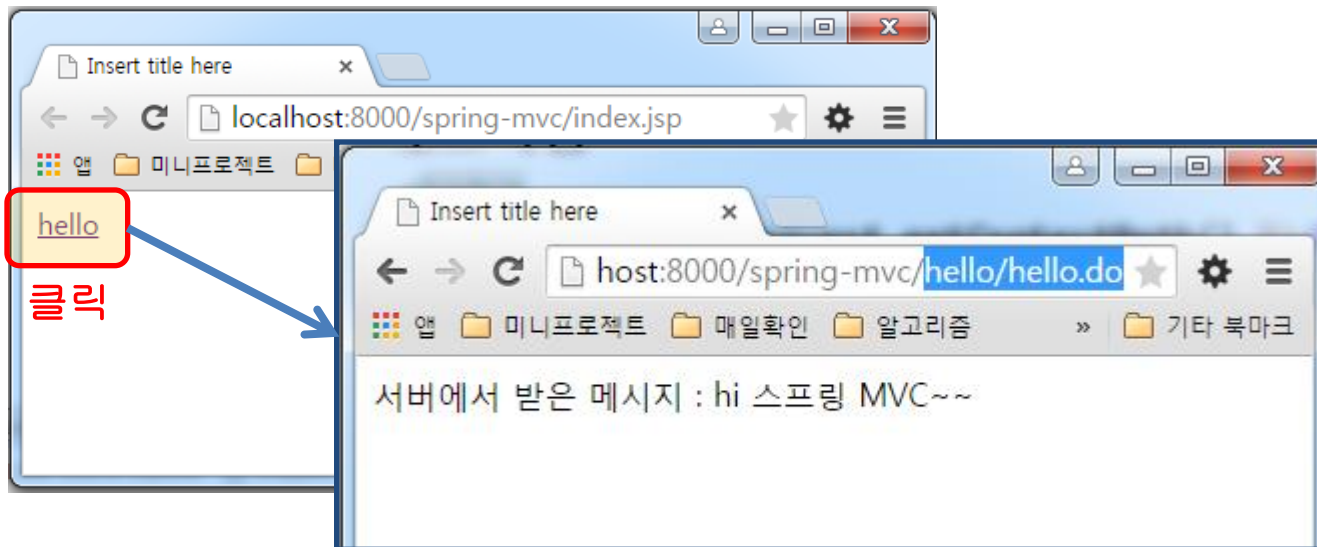 Insert title here
localhost:8000/spring-mvc/index.jsp
앱 미니프로젝트
hello
클릭
Insert title here
host:8000/spring-mvc/hello/hello.do
앱 미니프로젝트 매일확인 알고리즘 » 기타 북마크
서버에서 받은 메시지 : hi 스프링 MVC~~